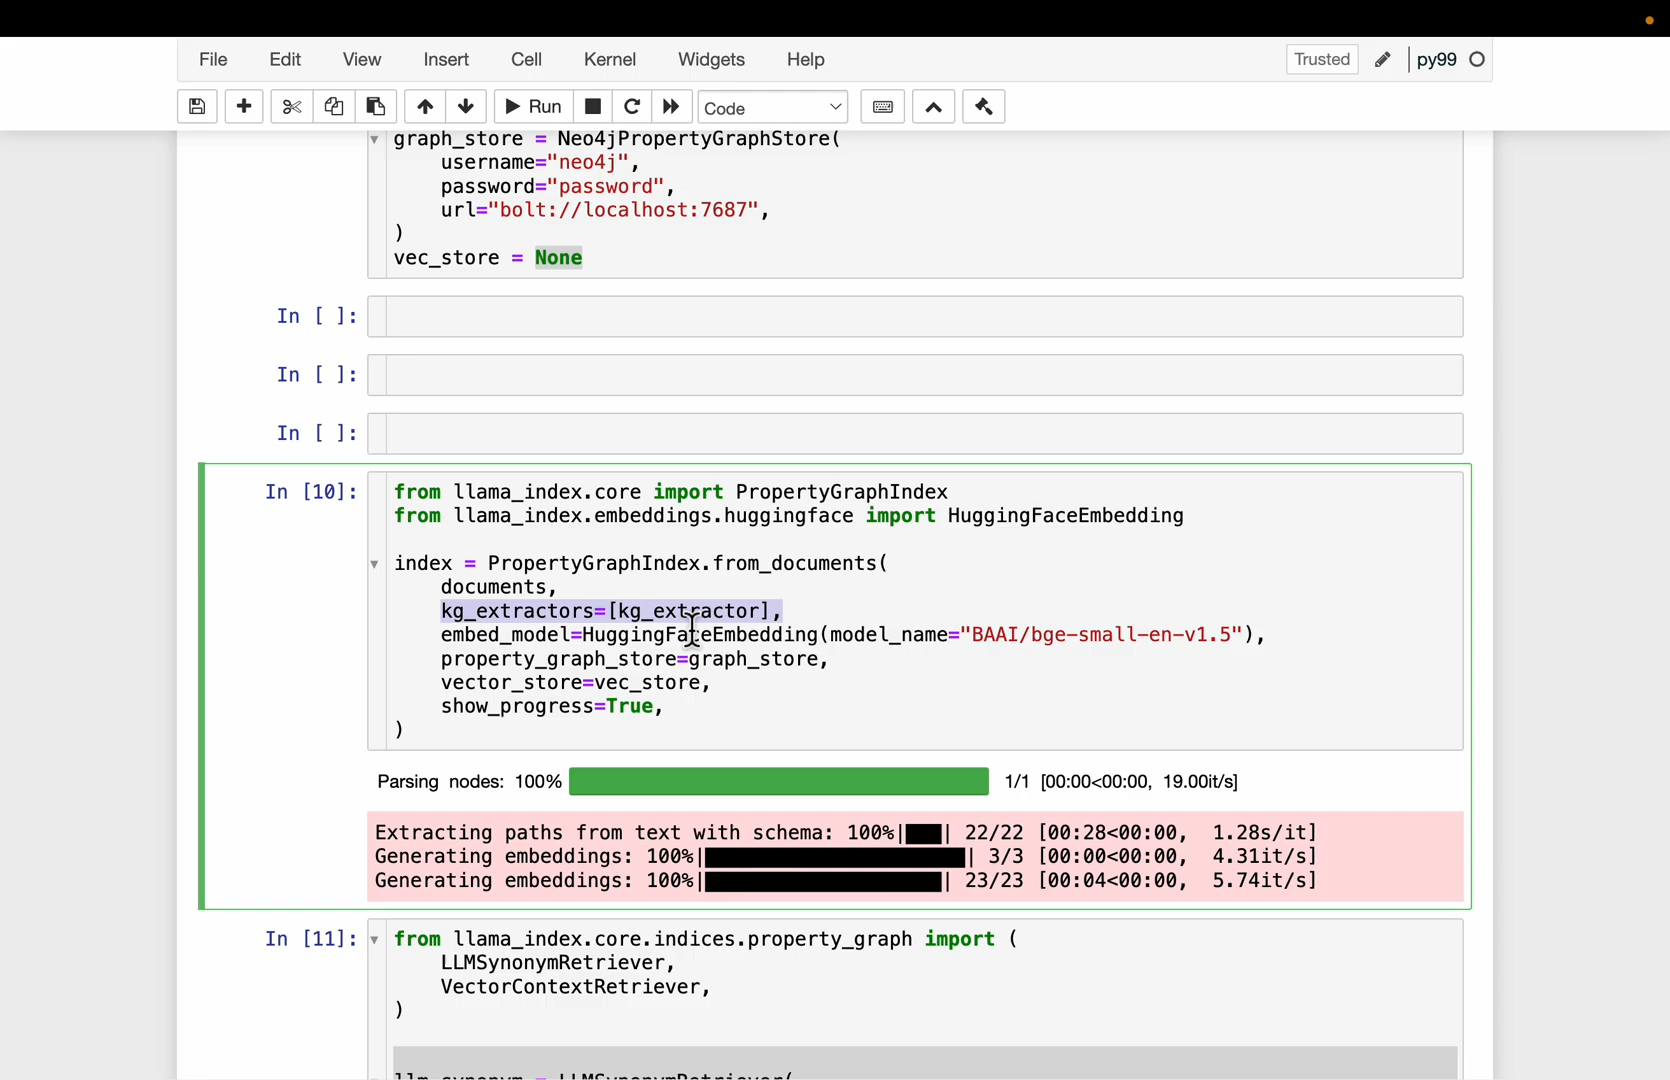 File Edit View Insert Cell Kernel Widgets Help Trusted py99
Run Code
graph_store = Neo4jPropertyGraphStore(
username="neo4j",
password="password",
url="bolt://localhost:7687",
)
vec_store = None
In [ ]:
In [ ]:
In [ ]:
In [10]: from llama_index.core import PropertyGraphIndex
from llama_index.embeddings.huggingface import HuggingFaceEmbedding
index = PropertyGraphIndex.from_documents(
documents,
kg_extractors=[kg_extractor],
embed_model=HuggingFaceEmbedding(model_name="BAAI/bge-small-en-v1.5"),
property_graph_store=graph_store,
vector_store=vec_store,
show_progress=True,
)
Parsing nodes: 100% 1/1 [00:00<00:00, 19.00it/s]
Extracting paths from text with schema: 100%|███| 22/22 [00:28<00:00, 1.28s/it]
Generating embeddings: 100%|██████████████████████| 3/3 [00:00<00:00, 4.31it/s]
Generating embeddings: 100%|████████████████████| 23/23 [00:04<00:00, 5.74it/s]
In [11]: from llama_index.core.indices.property_graph import (
LLMSynonymRetriever,
VectorContextRetriever,
)
llm_synonym = LLMSynonymRetriever(